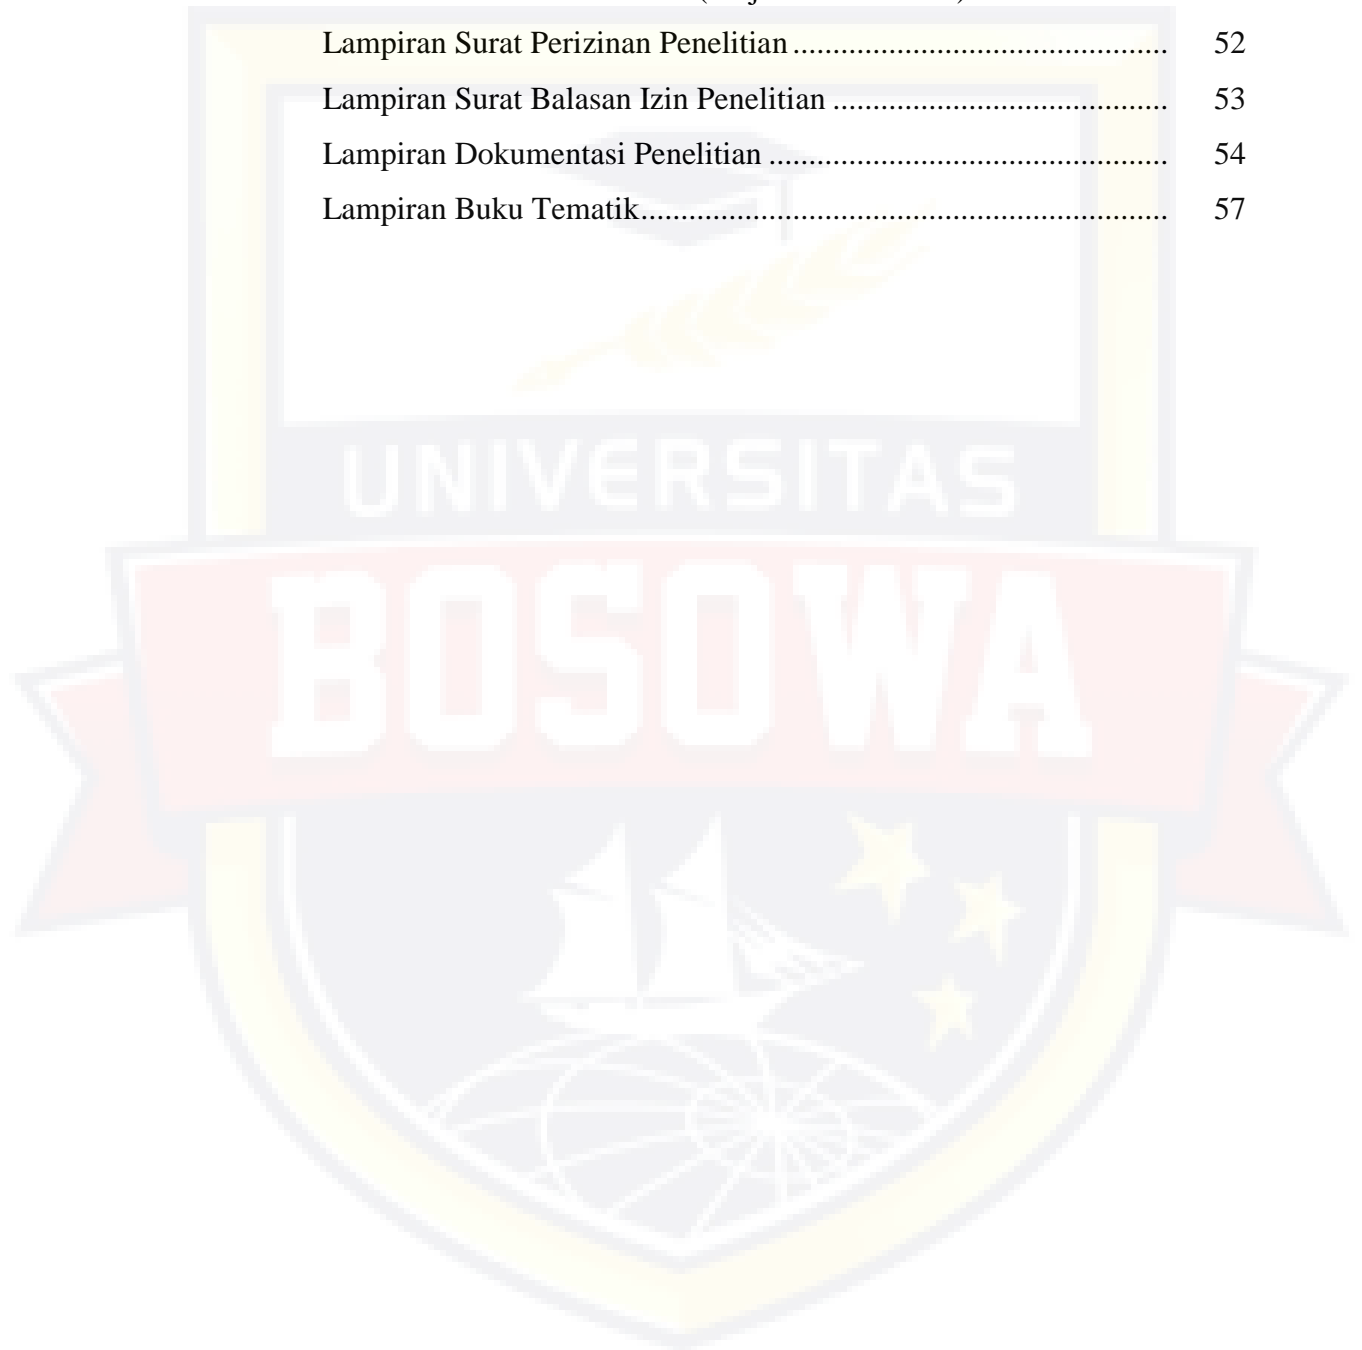 Lampiran Surat Perizinan Penelitian ............................................... 52
Lampiran Surat Balasan Izin Penelitian .......................................... 53
Lampiran Dokumentasi Penelitian .................................................. 54
Lampiran Buku Tematik.................................................................. 57
UNIVERSITAS
BOSOWA